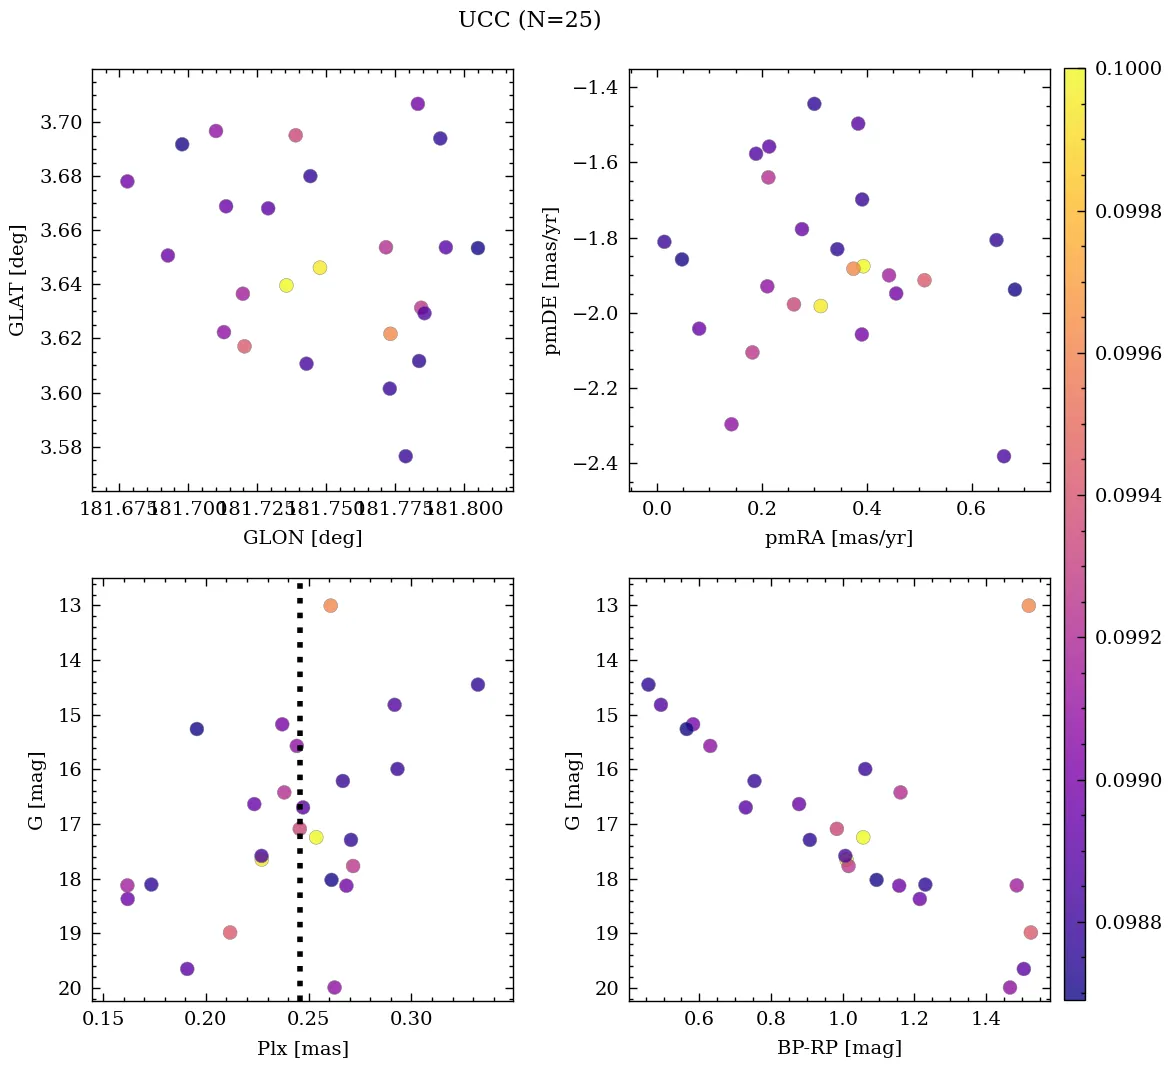 UCC (N=25)
3.70
3.68
3.66
3.64
3.62
3.60
3.58
GLAT [deg]
181.675 181.700 181.725 181.750 181.775 181.800
GLON [deg]
−1.4
−1.6
−1.8
−2.0
−2.2
−2.4
pmDE [mas/yr]
0.0 0.2 0.4 0.6
pmRA [mas/yr]
0.1000
0.0998
0.0996
0.0994
0.0992
0.0990
0.0988
13
14
15
16
17
18
19
20
G [mag]
0.15 0.20 0.25 0.30
Plx [mas]
13
14
15
16
17
18
19
20
G [mag]
0.6 0.8 1.0 1.2 1.4
BP-RP [mag]